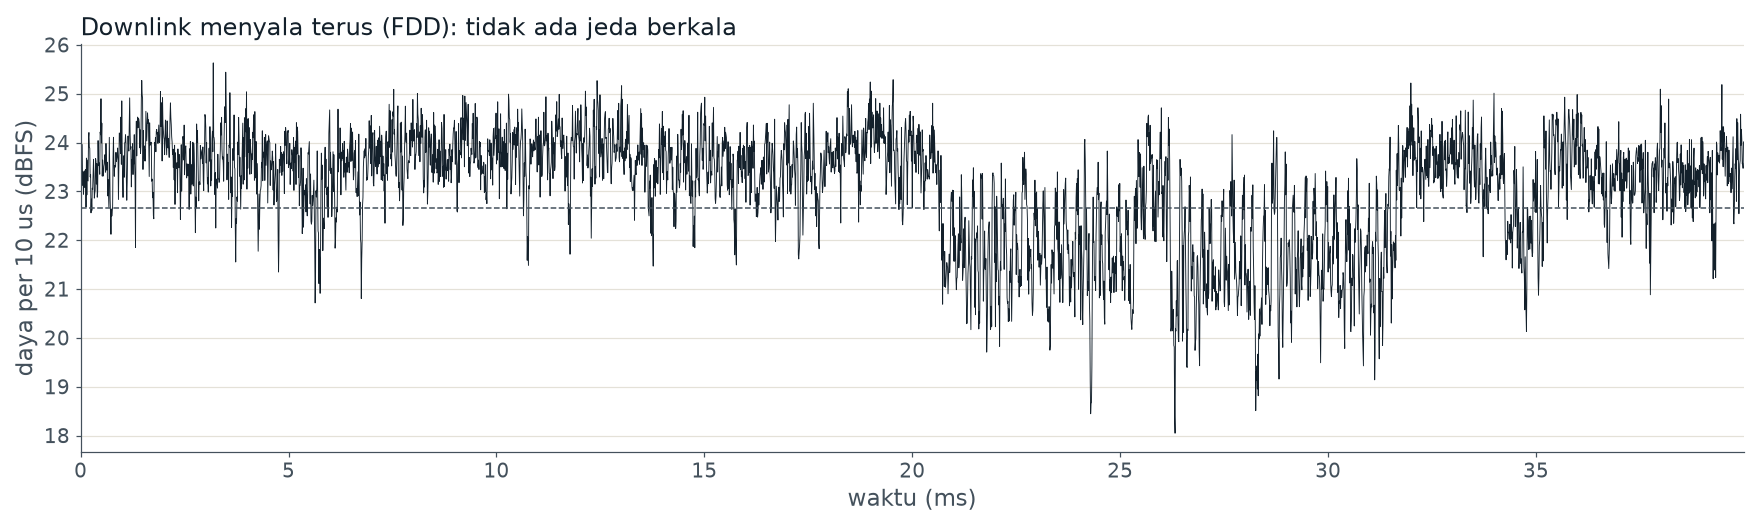 Downlink menyala terus (FDD): tidak ada jeda berkala
daya per 10 us (dBFS)
26
25
24
23
22
21
20
19
18
0 5 10 15 20 25 30 35
waktu (ms)